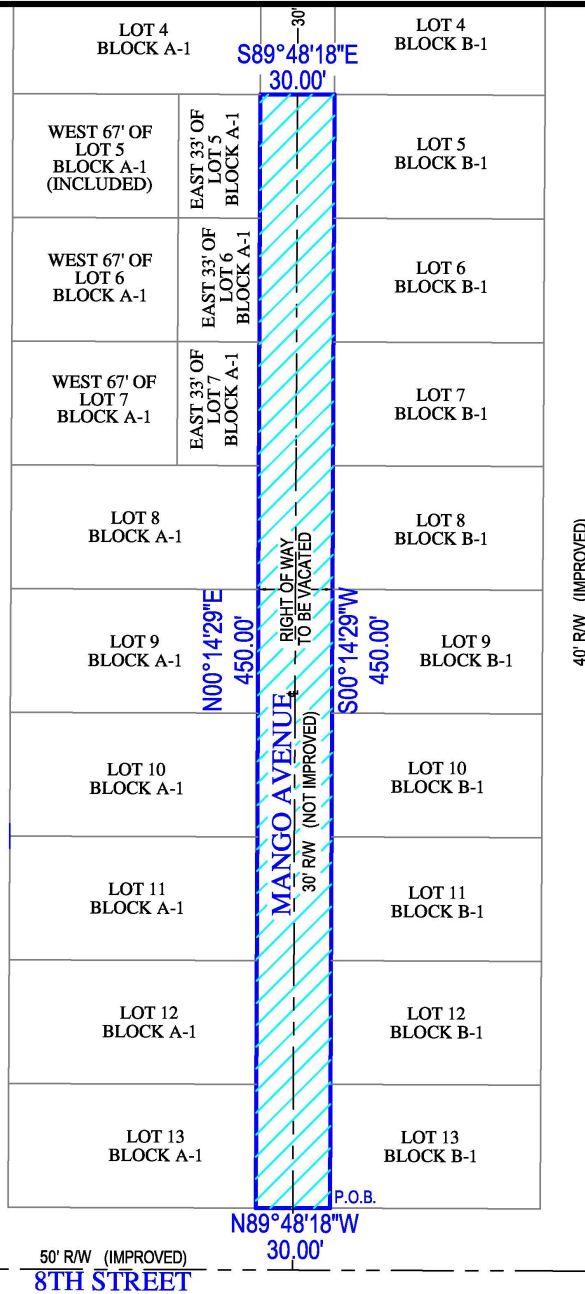 LOT 4
BLOCK A-1
30'
LOT 4
BLOCK B-1
S89°48'18"E
30.00'
WEST 67' OF
LOT 5
BLOCK A-1
(INCLUDED)
EAST 33' OF
LOT 5
BLOCK A-1
LOT 5
BLOCK B-1
WEST 67' OF
LOT 6
BLOCK A-1
EAST 33' OF
LOT 6
BLOCK A-1
LOT 6
BLOCK B-1
WEST 67' OF
LOT 7
BLOCK A-1
EAST 33' OF
LOT 7
BLOCK A-1
LOT 7
BLOCK B-1
LOT 8
BLOCK A-1
RIGHT OF WAY
TO BE VACATED
LOT 8
BLOCK B-1
40' R/W (IMPROVED)
LOT 9
BLOCK A-1
N00°14'29"E
450.00'
S00°14'29"W
450.00'
LOT 9
BLOCK B-1
LOT 10
BLOCK A-1
MANGO AVENUE
30' R/W (NOT IMPROVED)
LOT 10
BLOCK B-1
LOT 11
BLOCK A-1
LOT 11
BLOCK B-1
LOT 12
BLOCK A-1
LOT 12
BLOCK B-1
LOT 13
BLOCK A-1
LOT 13
BLOCK B-1
P.O.B.
N89°48'18"W
30.00'
50' R/W (IMPROVED)
8TH STREET